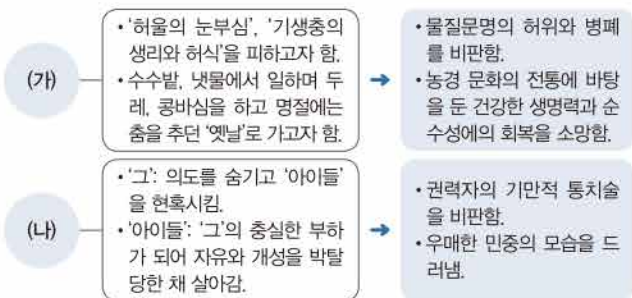 (가)
• '허울의 눈부심', '기생충의
생리와 허식'을 피하고자 함.
• 수수밭, 냇물에서 일하며 두
레, 콩바심을 하고 명절에는
춤을 추던 '옛날'로 가고자 함.
→
• 물질문명의 허위와 병폐
를 비판함.
• 농경 문화의 전통에 바탕
을 둔 건강한 생명력과 순
수성에의 회복을 소망함.
(나)
• '그': 의도를 숨기고 '아이들'
을 현혹시킴.
• '아이들': '그'의 충실한 부하
가 되어 자유와 개성을 박탈
당한 채 살아감.
→
• 권력자의 기만적 통치술
을 비판함.
• 우매한 민중의 모습을 드
러냄.